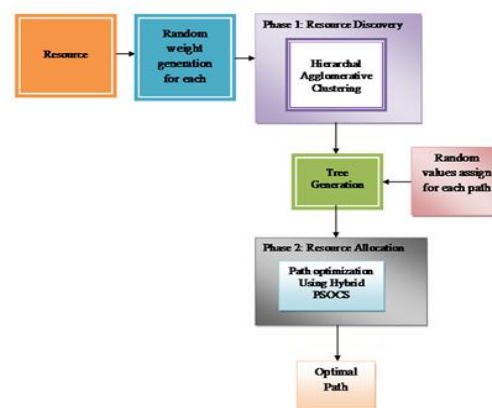 Resource
Random
weight
generation
for each
Phase 1: Resource Discovery
Hierarchal
Agglomerative
Clustering
Tree
Generation
Random
values assign
for each path
Phase 2: Resource Allocation
Path optimization
Using Hybrid
PSOCS
Optimal
Path